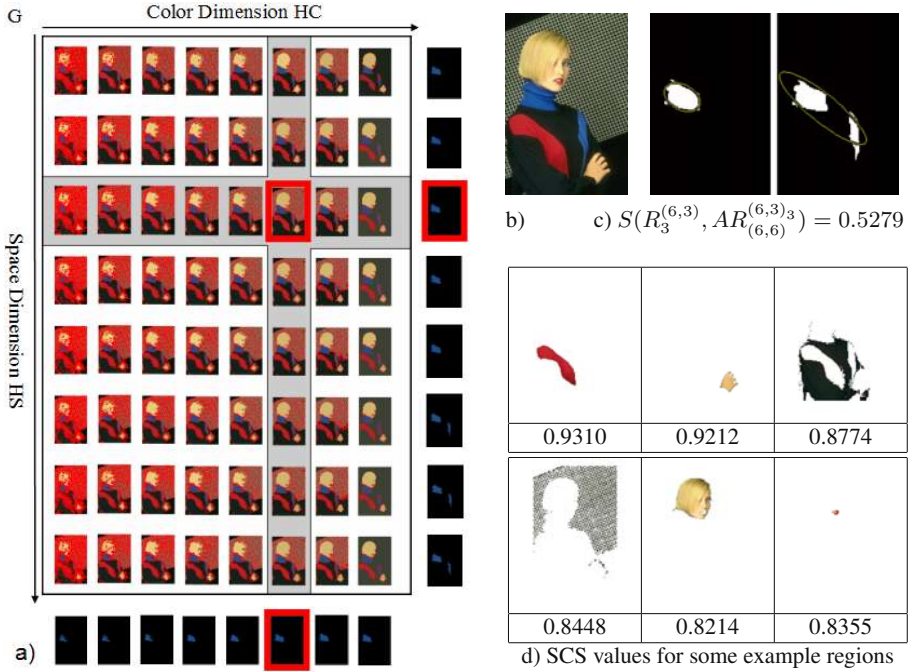 G
Color Dimension HC
Space Dimension HS
a)
b)
c) $S(R_3^{(6,3)}, AR_{(6,6)}^{(6,3)_3}) = 0.5279$
0.9310 0.9212 0.8774
0.8448 0.8214 0.8355
d) SCS values for some example regions